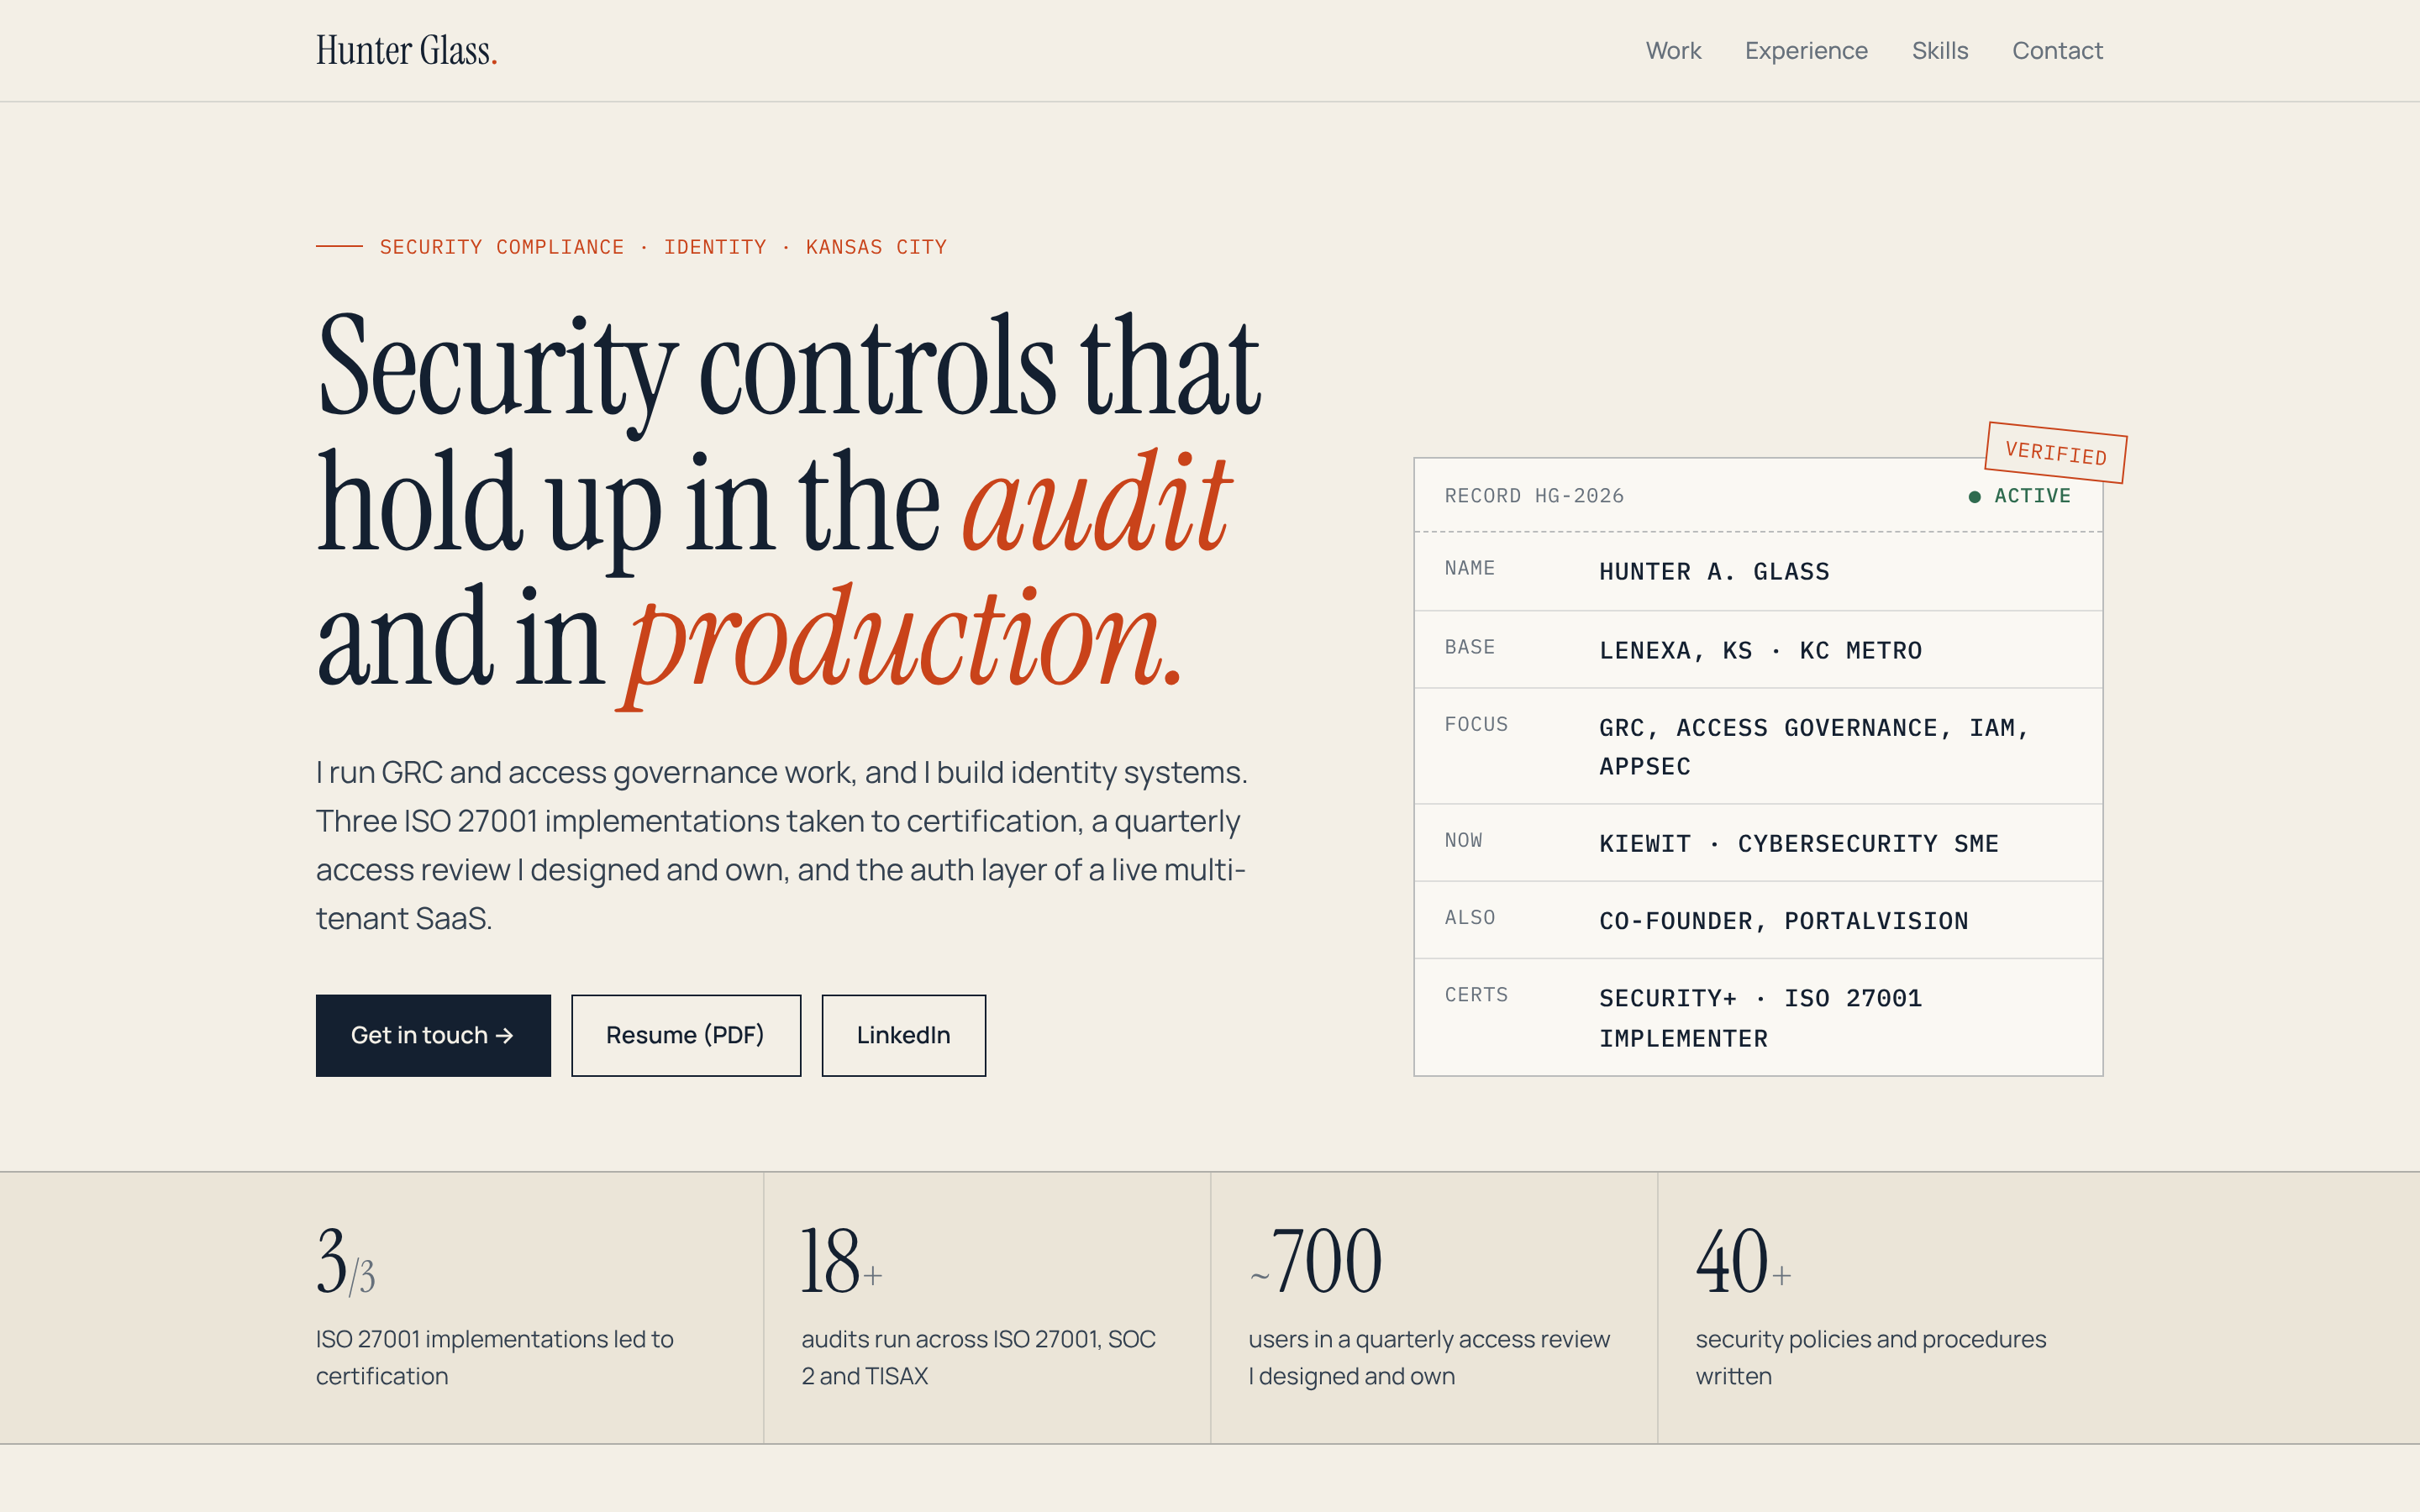 Hunter Glass.
Work Experience Skills Contact
SECURITY COMPLIANCE · IDENTITY · KANSAS CITY
Security controls that
hold up in the audit
and in production.
I run GRC and access governance work, and I build identity systems.
Three ISO 27001 implementations taken to certification, a quarterly
access review I designed and own, and the auth layer of a live multi-
tenant SaaS.
Get in touch →
Resume (PDF)
LinkedIn
VERIFIED
RECORD HG-2026 ● ACTIVE
NAME HUNTER A. GLASS
BASE LENEXA, KS · KC METRO
FOCUS GRC, ACCESS GOVERNANCE, IAM,
APPSEC
NOW KIEWIT · CYBERSECURITY SME
ALSO CO-FOUNDER, PORTALVISION
CERTS SECURITY+ · ISO 27001
IMPLEMENTER
3/3
ISO 27001 implementations led to
certification
18+
audits run across ISO 27001, SOC
2 and TISAX
~700
users in a quarterly access review
I designed and own
40+
security policies and procedures
written